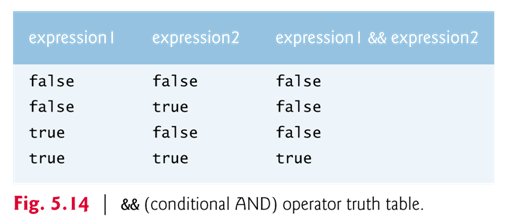 expression1 expression2 expression1 && expression2
false false false
false true false
true false false
true true true
Fig. 5.14 | && (conditional AND) operator truth table.